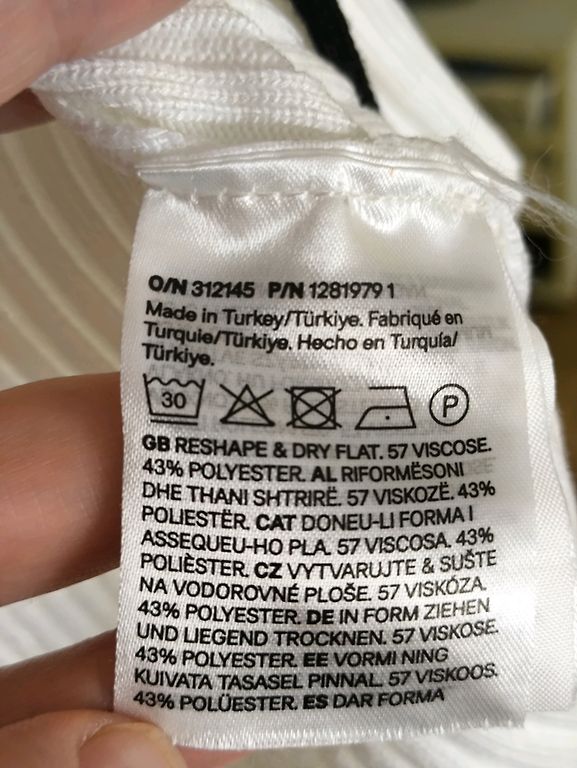 O/N 312145 P/N 1281979 1
Made in Turkey/Türkiye. Fabriqué en
Turquie/Türkiye. Hecho en Turquía/
Türkiye.
30 P
GB RESHAPE & DRY FLAT. 57 VISCOSE.
43% POLYESTER. AL RIFORMËSONI
DHE THANI SHTRIRË. 57 VISKOZË. 43%
POLIESTËR. CAT DONEU-LI FORMA I
ASSEQUEU-HO PLA. 57 VISCOSA. 43%
POLIÈSTER. CZ VYTVARUJTE & SUŠTE
NA VODOROVNÉ PLOŠE. 57 VISKÓZA.
43% POLYESTER. DE IN FORM ZIEHEN
UND LIEGEND TROCKNEN. 57 VISKOSE.
43% POLYESTER. EE VORMI NING
KUIVATA TASASEL PINNAL. 57 VISKOOS.
43% POLÜESTER. ES DAR FORMA